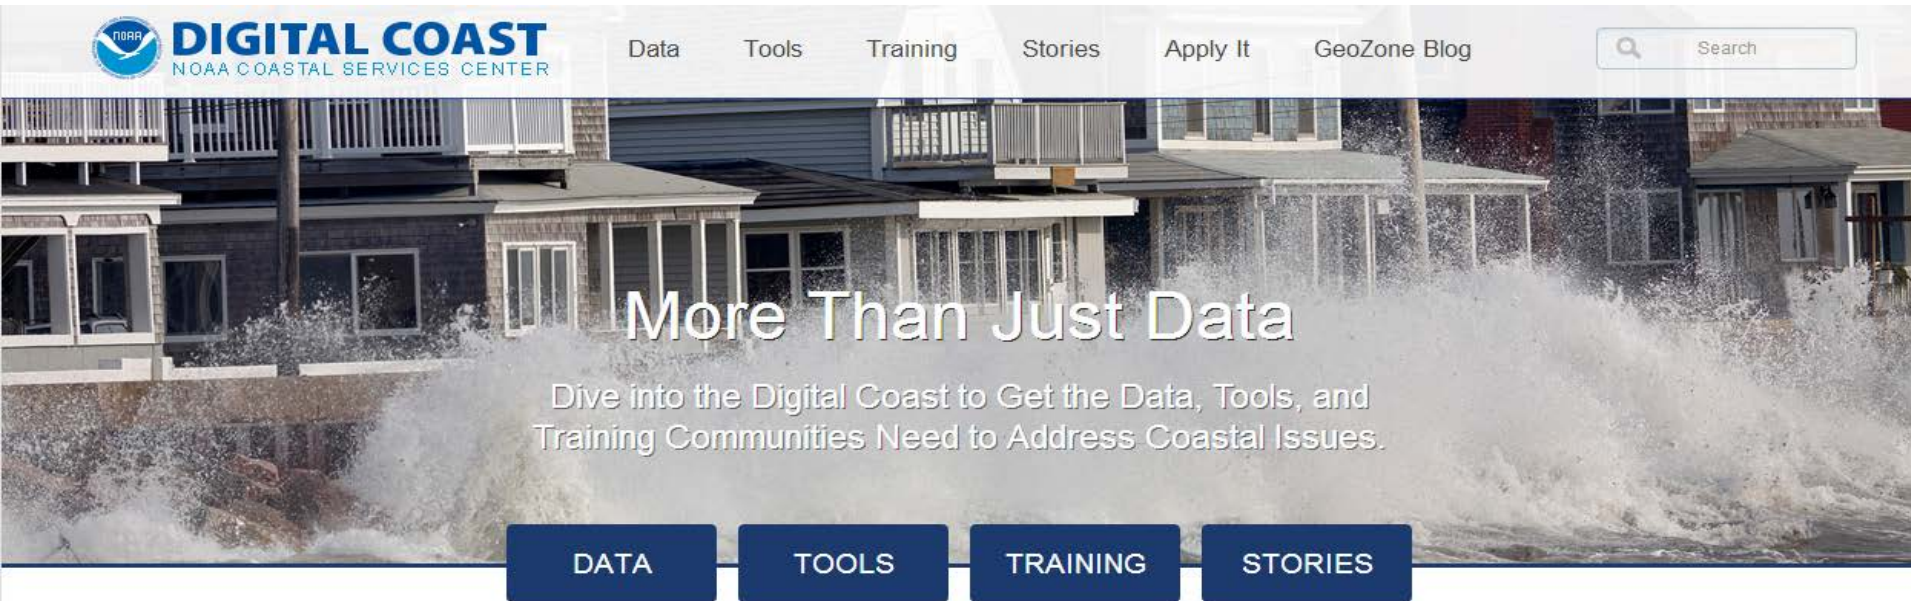 NOAA
DIGITAL COAST
NOAA COASTAL SERVICES CENTER
Data
Tools
Training
Stories
Apply It
GeoZone Blog
Search
More Than Just Data
Dive into the Digital Coast to Get the Data, Tools, and
Training Communities Need to Address Coastal Issues.
DATA
TOOLS
TRAINING
STORIES